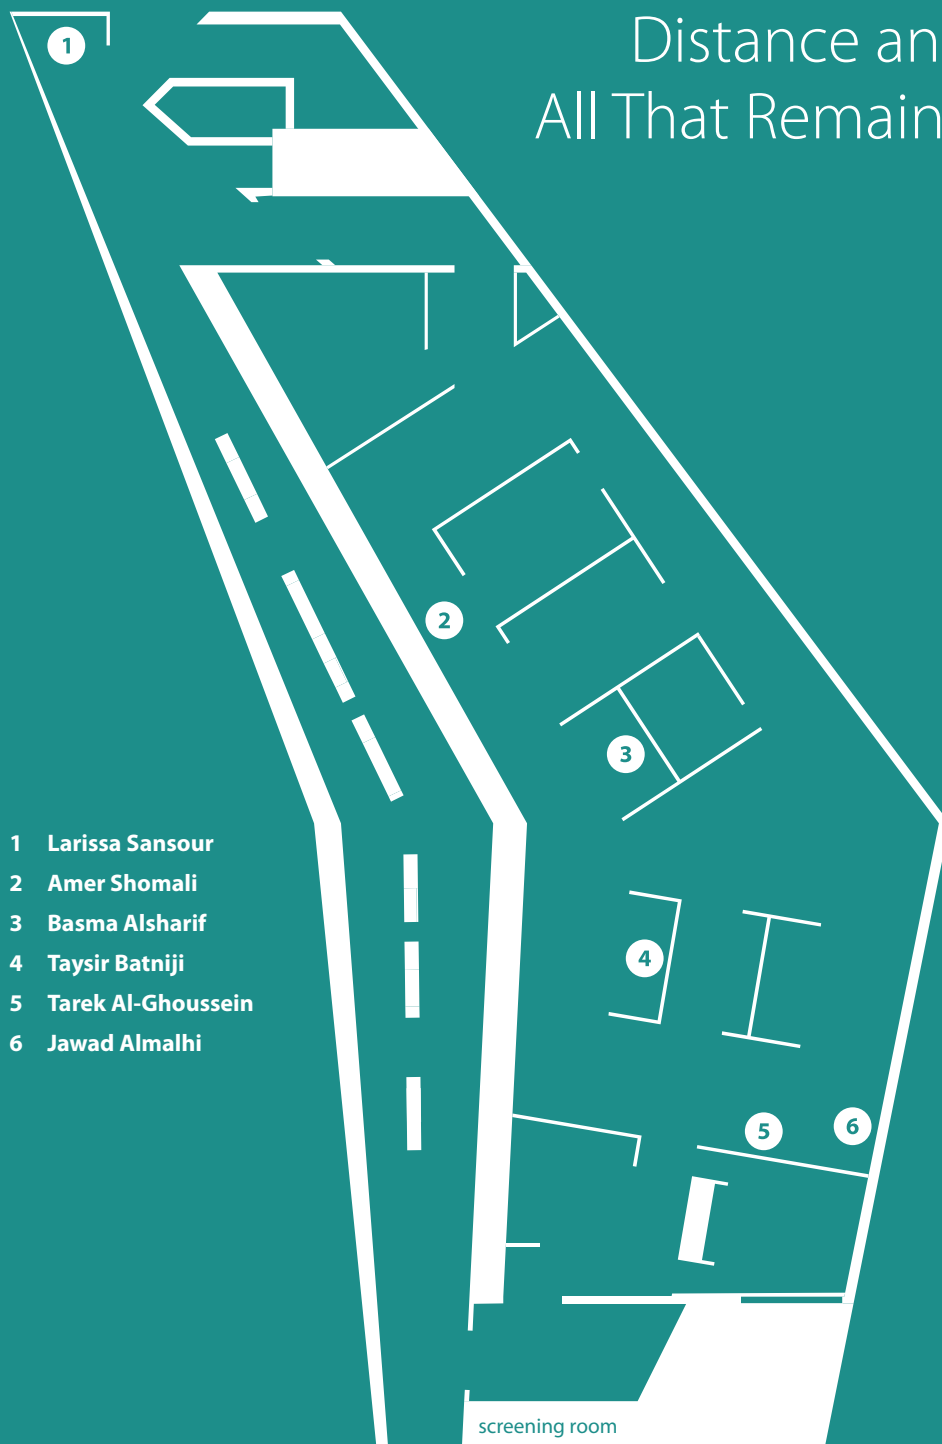 Distance an
All That Remain
1
2
3
4
5
6
1 Larissa Sansour
2 Amer Shomali
3 Basma Alsharif
4 Taysir Batniji
5 Tarek Al-Ghoussein
6 Jawad Almalhi
screening room